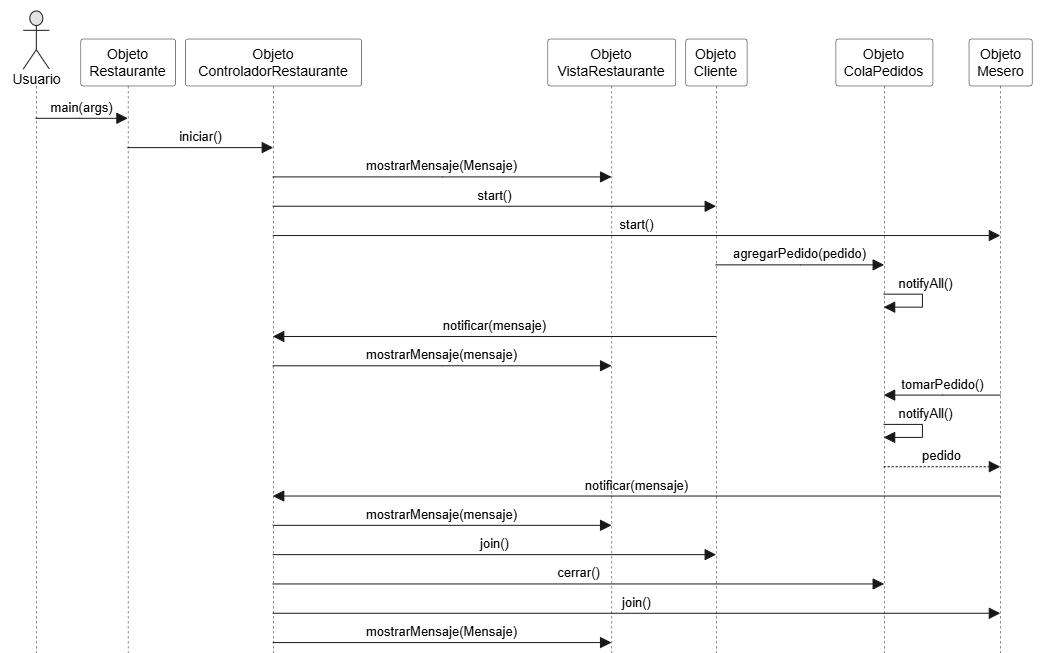 Usuario
Objeto
Restaurante
Objeto
ControladorRestaurante
Objeto
VistaRestaurante
Objeto
Cliente
Objeto
ColaPedidos
Objeto
Mesero
main(args)
iniciar()
mostrarMensaje(Mensaje)
start()
start()
agregarPedido(pedido)
notifyAll()
notificar(mensaje)
mostrarMensaje(mensaje)
tomarPedido()
notifyAll()
pedido
notificar(mensaje)
mostrarMensaje(mensaje)
join()
cerrar()
join()
mostrarMensaje(Mensaje)